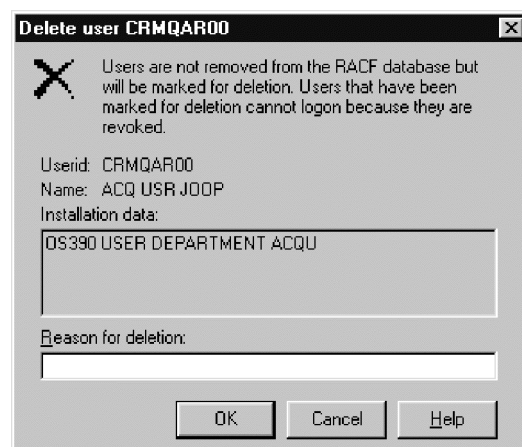 Delete user CRMQAR00
Users are not removed from the RACF database but
will be marked for deletion. Users that have been
marked for deletion cannot logon because they are
revoked.
Userid: CRMQAR00
Name: ACQ USR JOOP
Installation data:
OS390 USER DEPARTMENT ACQU
Reason for deletion:
OK Cancel Help